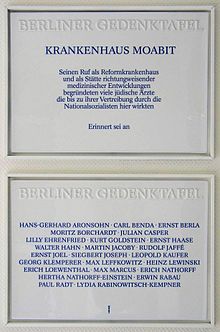 BERLINER GEDENKTAFEL
KRANKENHAUS MOABIT
Seinen Ruf als Reformkrankenhaus
und als Stätte richtungsweisender
medizinischer Entwicklungen
begründeten viele jüdische Ärzte
die bis zu ihrer Vertreibung durch die
Nationalsozialisten hier wirkten
Erinnert sei an
BERLINER GEDENKTAFEL
HANS-GERHARD ARONSOHN · CARL BENDA · ERNST BERLA
MORITZ BORCHARDT · JULIAN CASPER
LILLY EHRENFRIED · KURT GOLDSTEIN · ERNST HAASE
WALTER HAHN · MARTIN JACOBY · RUDOLF JAFFÉ
ERNST JOEL · SIEGBERT JOSEPH · LEOPOLD KAUFER
GEORG KLEMPERER · MAX LEFFKOWITZ · HEINZ LEWINSKI
ERICH LOEWENTHAL · MAX MARCUS · ERICH NATHORFF
HERTHA NATHORFF-EINSTEIN · ERWIN RABAU
PAUL RADT · LYDIA RABINOWITSCH-KEMPNER